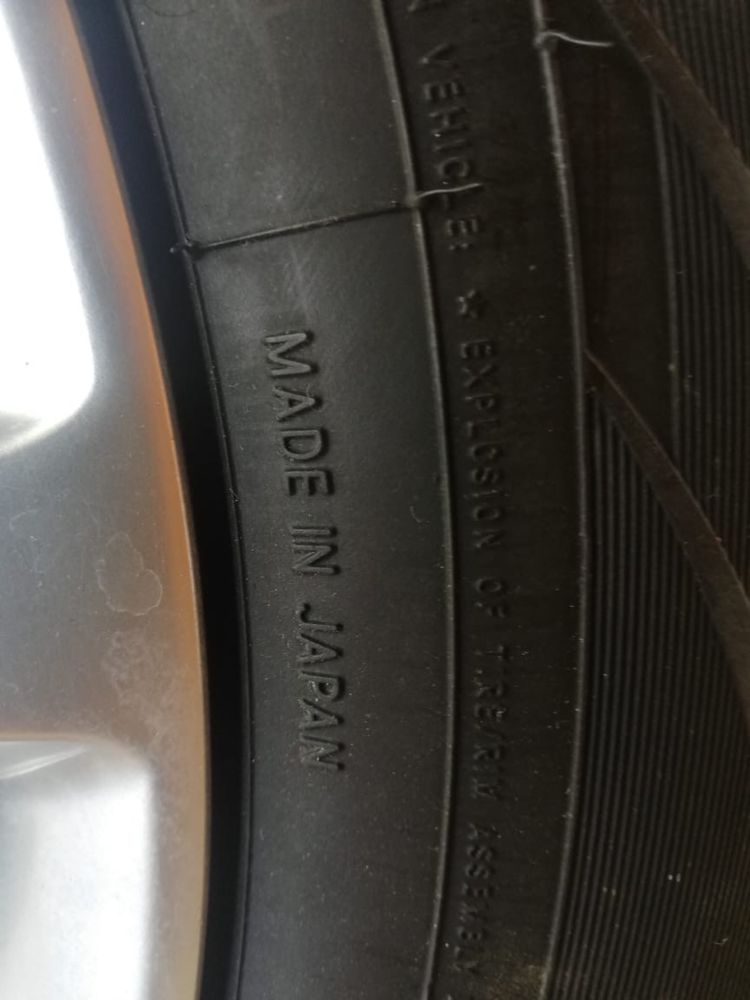 VEHICLE: ★ EXPLOSION OF TIRE/RIM ASSEMBLY
MADE IN JAPAN